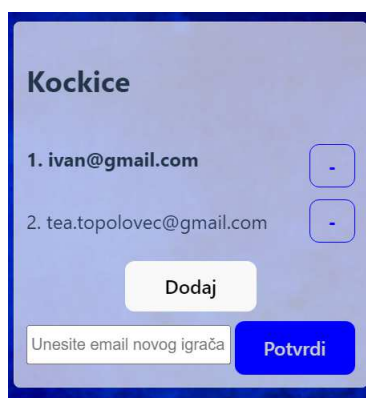 Kockice
1. ivan@gmail.com -
2. tea.topolovec@gmail.com -
Dodaj
Unesite email novog igrača Potvrdi